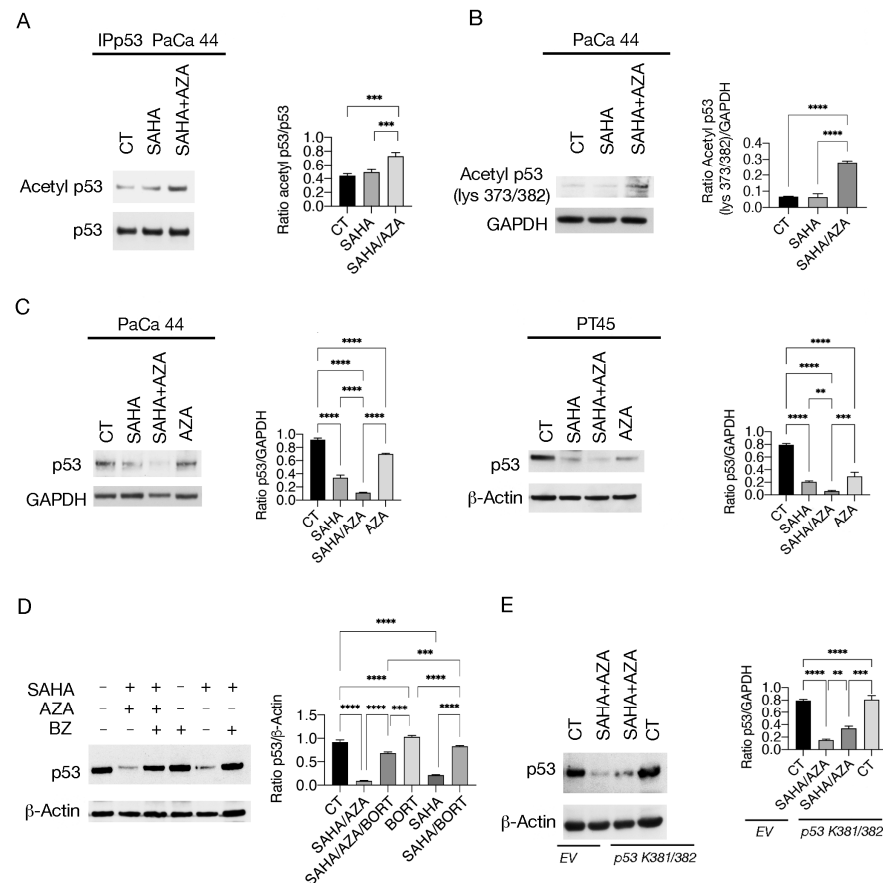 A
IPp53 PaCa 44
CT
SAHA
SAHA+AZA
Acetyl p53
p53
Ratio acetyl p53/p53
1.0
0.8
0.6
0.4
0.2
0.0
***
***
CT
SAHA
SAHA/AZA
B
PaCa 44
CT
SAHA
SAHA+AZA
Acetyl p53
(lys 373/382)
GAPDH
Ratio Acetyl p53
(lys 373/382)/GAPDH
0.4
0.3
0.2
0.1
0.0
****
****
CT
SAHA
SAHA/AZA
C
PaCa 44
CT
SAHA
SAHA+AZA
AZA
p53
GAPDH
Ratio p53/GAPDH
1.0
0.8
0.6
0.4
0.2
0.0
****
****
****
**** ****
CT
SAHA
SAHA/AZA
AZA
PT45
CT
SAHA
SAHA+AZA
AZA
p53
β-Actin
Ratio p53/GAPDH
1.0
0.8
0.6
0.4
0.2
0.0
****
****
**
**** ***
CT
SAHA
SAHA/AZA
AZA
D
SAHA – + + – + +
AZA – + + – – –
BZ – – + + – +
p53
β-Actin
Ratio p53/β-Actin
1.5
1.0
0.5
0.0
****
***
**** ****
**** **** *** ****
CT
SAHA/AZA
SAHA/AZA/BORT
BORT
SAHA
SAHA/BORT
E
CT
SAHA+AZA
SAHA+AZA
CT
p53
β-Actin
EV p53 K381/382
Ratio p53/GAPDH
1.0
0.8
0.6
0.4
0.2
0.0
****
**** ** ***
CT
SAHA/AZA
SAHA/AZA
CT
EV p53 K381/382